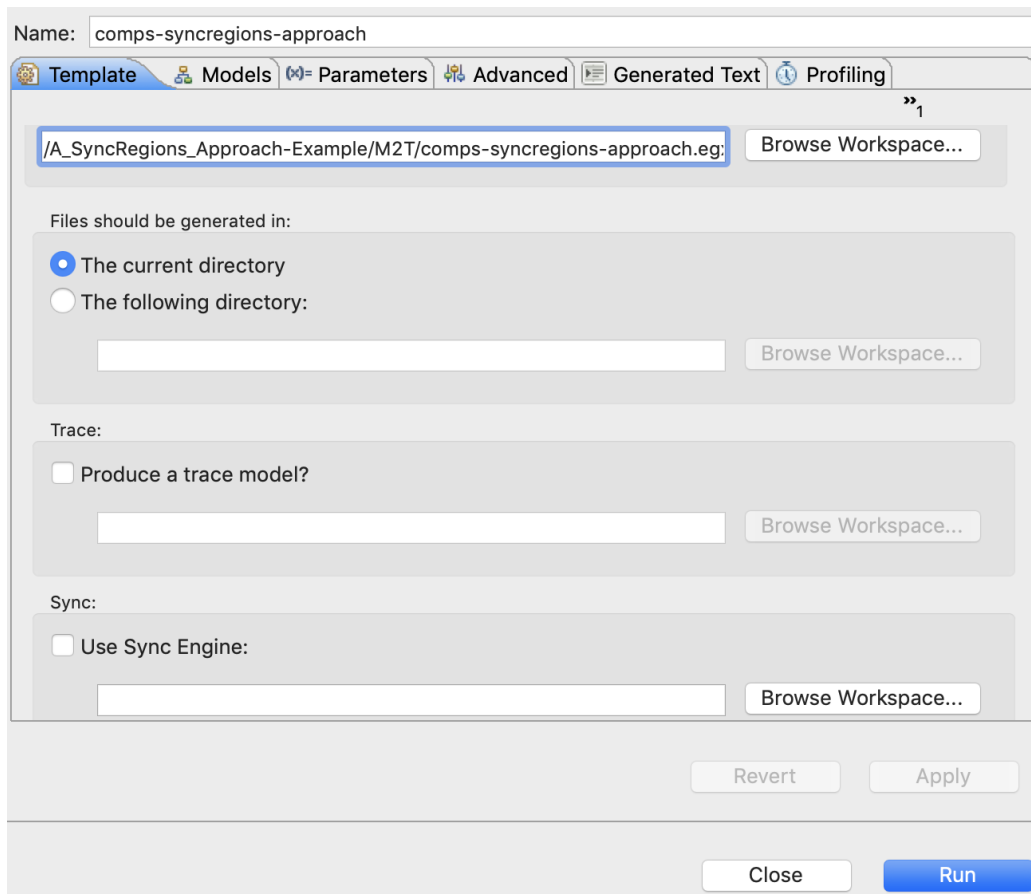 Name: comps-syncregions-approach
Template Models (x)= Parameters Advanced Generated Text Profiling
»1
/A_SyncRegions_Approach-Example/M2T/comps-syncregions-approach.eg Browse Workspace...
Files should be generated in:
The current directory
The following directory:
Browse Workspace...
Trace:
Produce a trace model?
Browse Workspace...
Sync:
Use Sync Engine:
Browse Workspace...
Revert Apply
Close Run